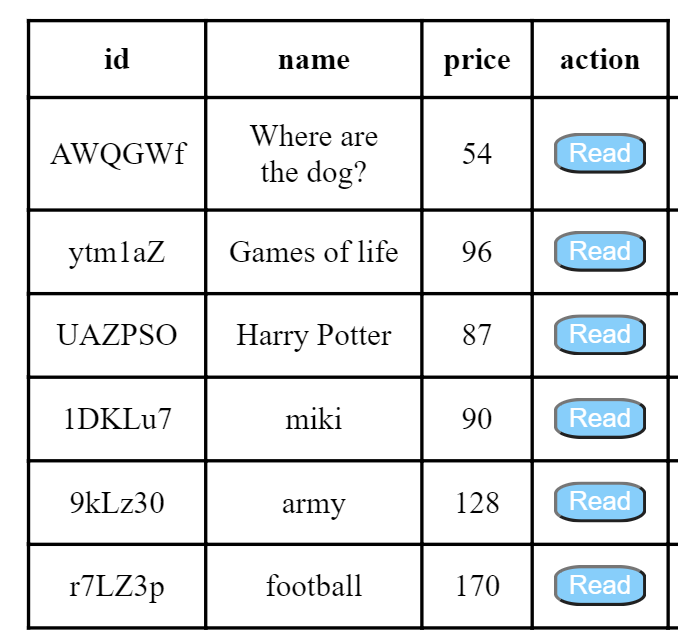 id name price action
AWQGWf Where are the dog? 54 Read
ytm1aZ Games of life 96 Read
UAZPSO Harry Potter 87 Read
1DKLu7 miki 90 Read
9kLz30 army 128 Read
r7LZ3p football 170 Read